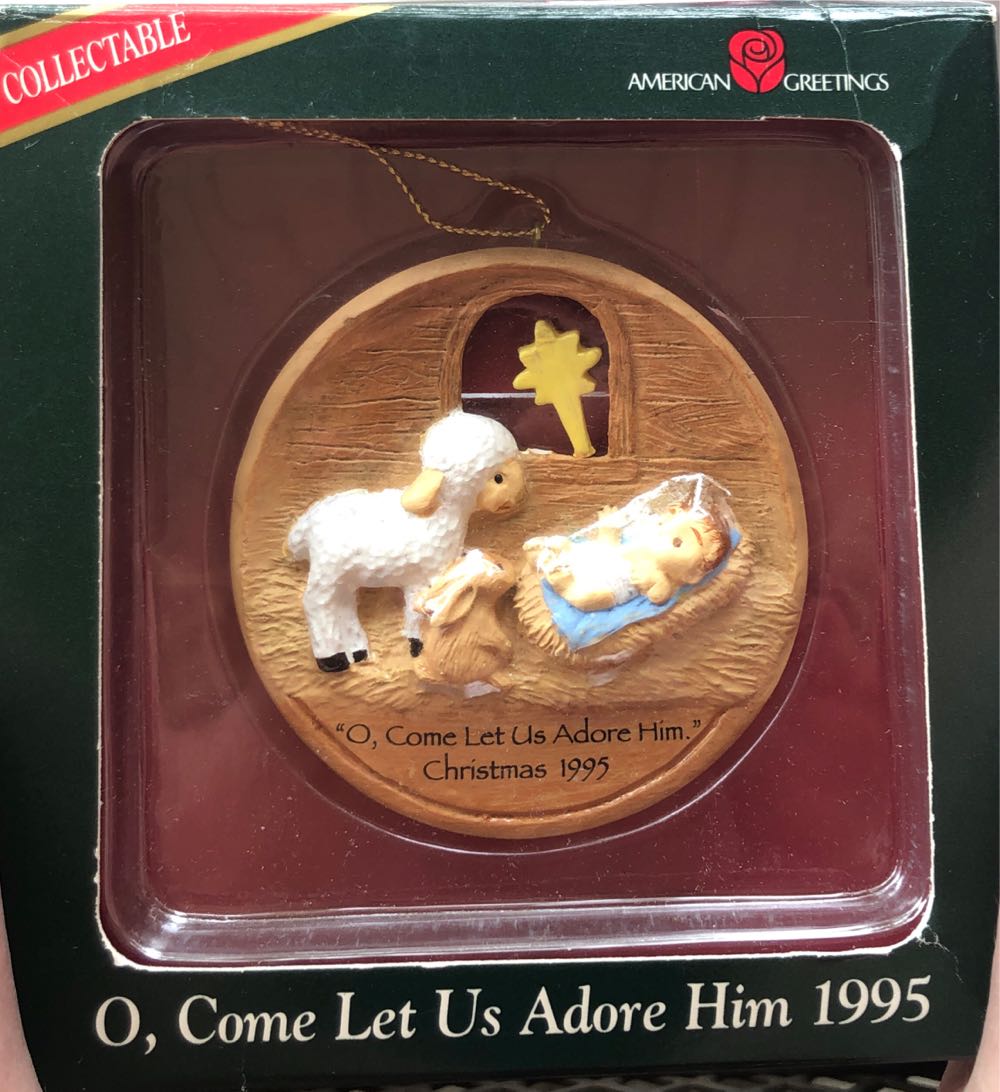 COLLECTABLE
AMERICAN GREETINGS
“O, Come Let Us Adore Him.”
Christmas 1995
O, Come Let Us Adore Him 1995